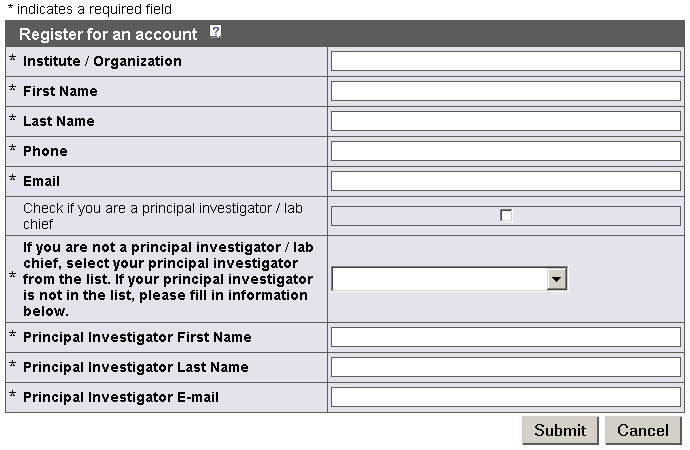 * indicates a required field
Register for an account ?
* Institute / Organization
* First Name
* Last Name
* Phone
* Email
Check if you are a principal investigator / lab
chief
If you are not a principal investigator / lab
chief, select your principal investigator
* from the list. If your principal investigator
is not in the list, please fill in information
below.
* Principal Investigator First Name
* Principal Investigator Last Name
* Principal Investigator E-mail
Submit Cancel